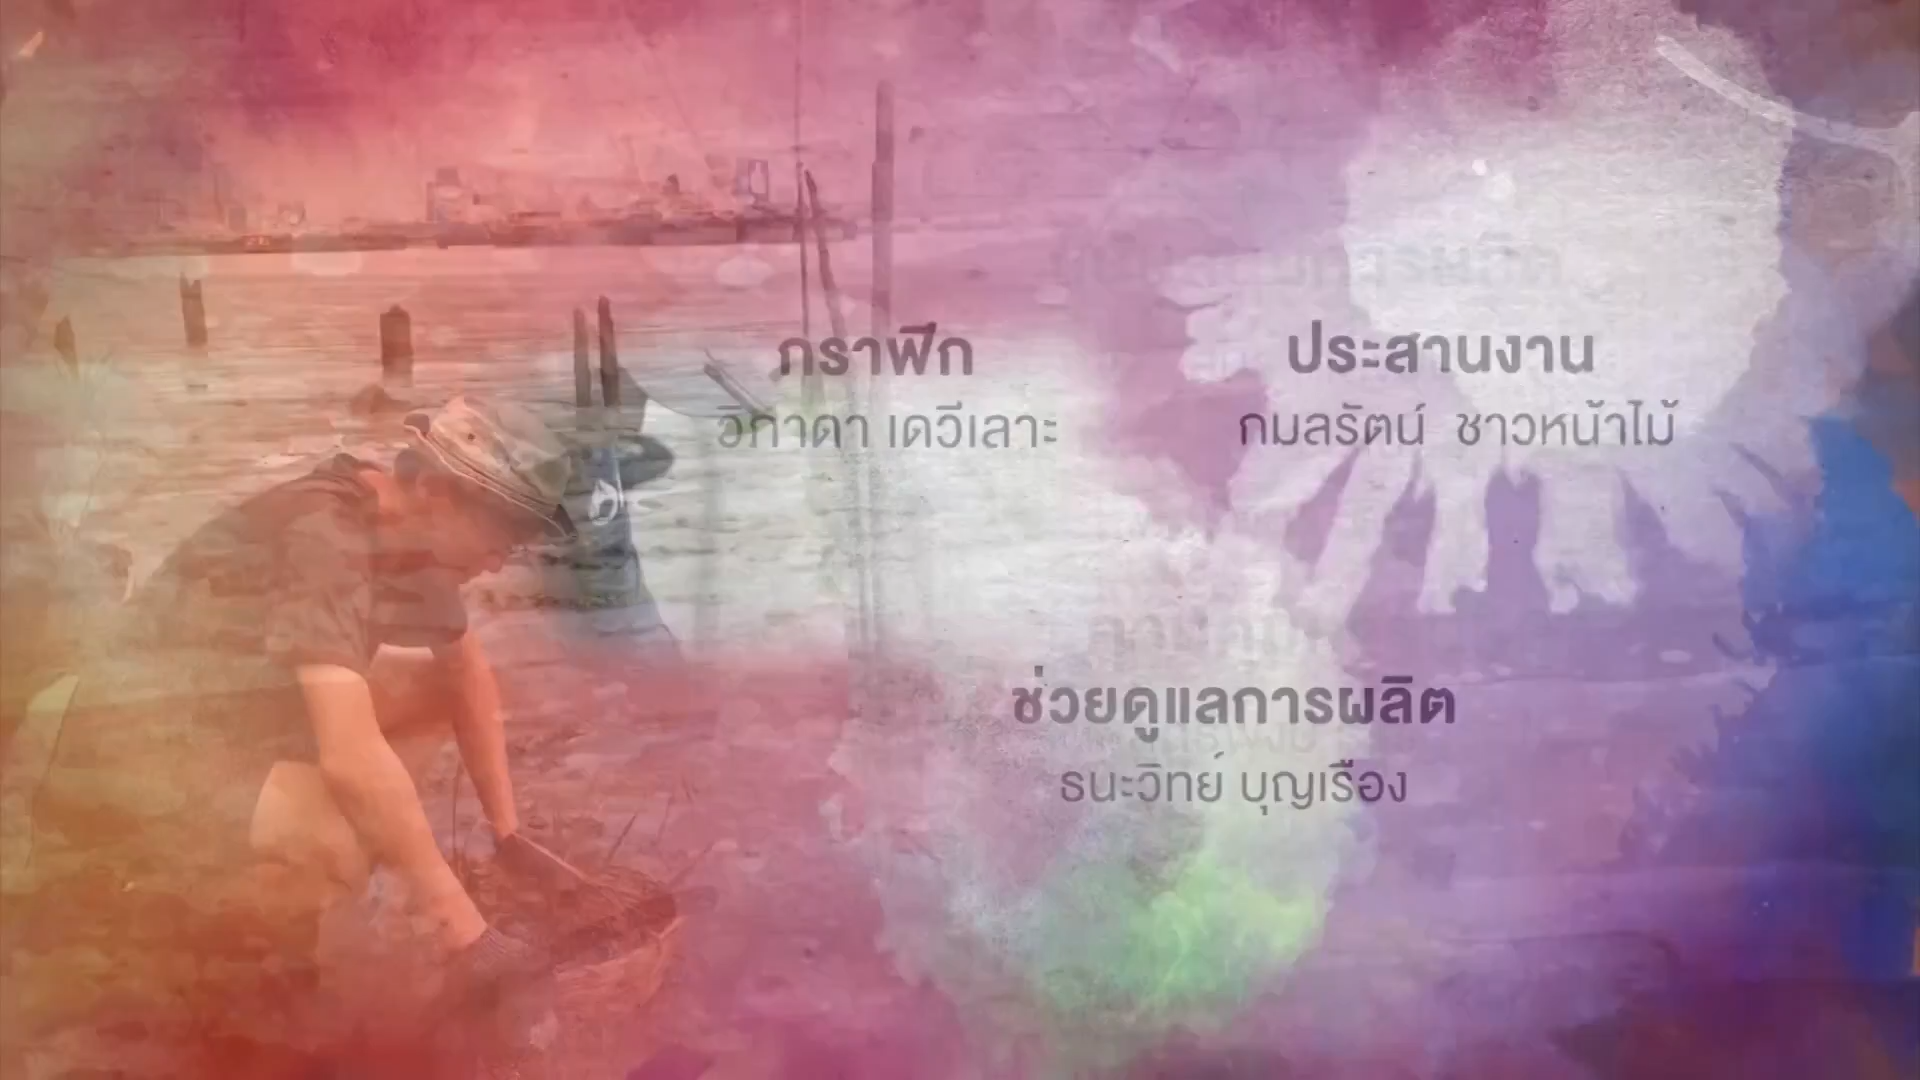 กราฟิก
วิภาดา เดวีเลาะ
ประสานงาน
กมลรัตน์ ชาวหน้าไม้
ช่วยดูแลการผลิต
ธนะวิทย์ บุญเรือง